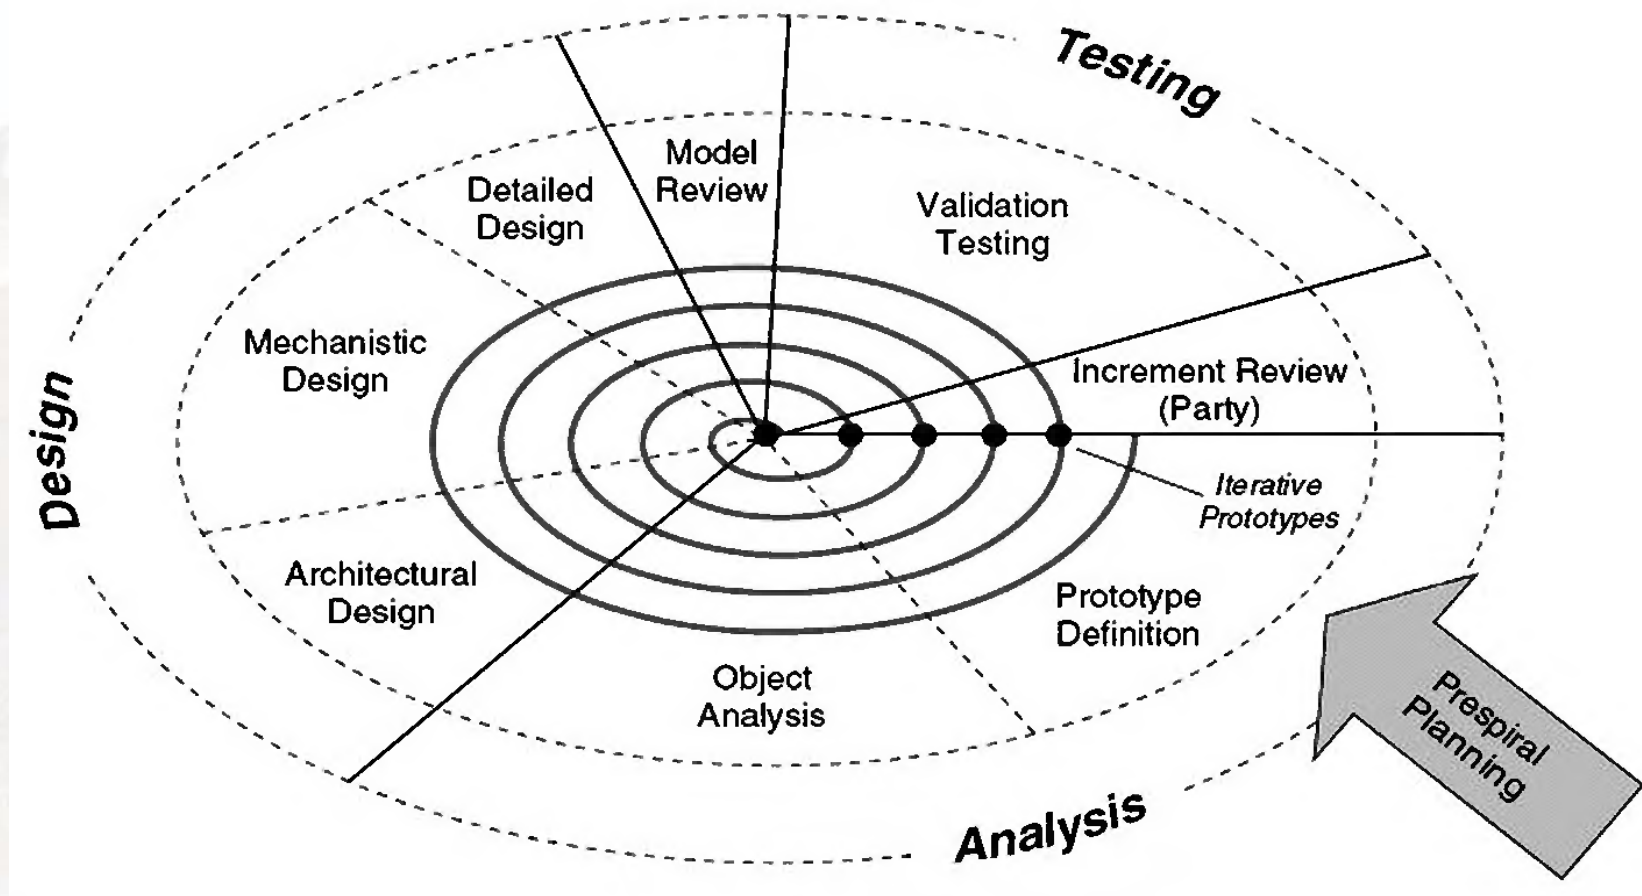 Testing
Model
Review
Detailed
Design
Validation
Testing
Mechanistic
Design
Increment Review
(Party)
Design
Iterative
Prototypes
Architectural
Design
Prototype
Definition
Object
Analysis
Prespiral
Planning
Analysis